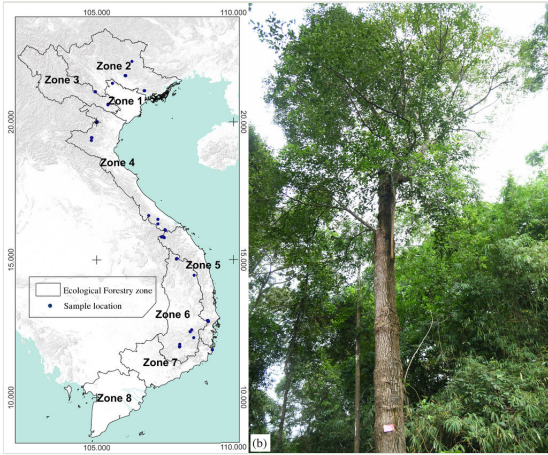 105.000
110.000
Zone 2
Zone 3
Zone 1
20.000
20.000
Zone 4
15.000
15.000
Zone 5
Ecological Forestry zone
Sample location
Zone 6
Zone 7
10.000
10.000
Zone 8
105.000
110.000
(b)